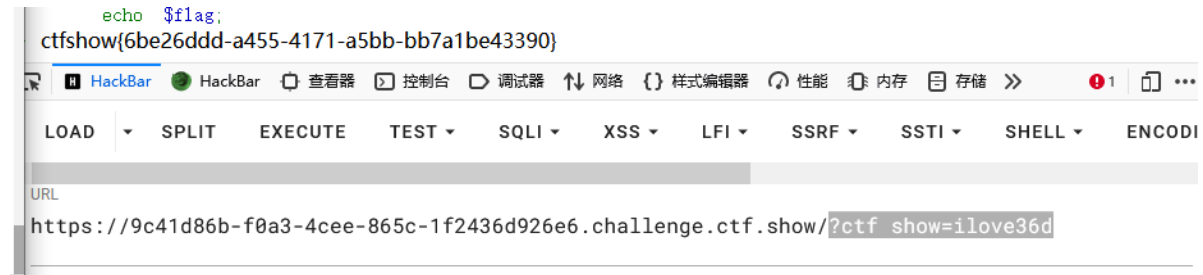 echo $flag;
ctfshow{6be26ddd-a455-4171-a5bb-bb7a1be43390}
HackBar HackBar 查看器 控制台 调试器 网络 {} 样式编辑器 性能 内存 存储 1
LOAD SPLIT EXECUTE TEST SQLI XSS LFI SSRF SSTI SHELL ENCODI
URL
https://9c41d86b-f0a3-4cee-865c-1f2436d926e6.challenge.ctf.show/?ctf show=ilove36d